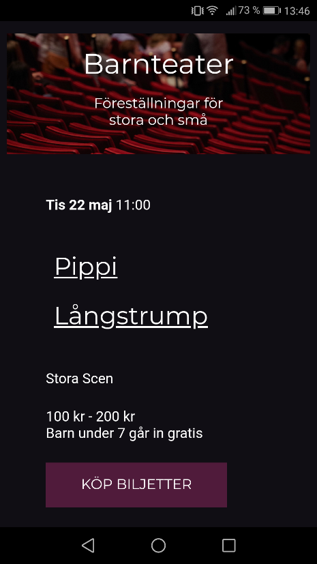 73 % 13:46
Barnteater
Föreställningar för
stora och små
Tis 22 maj 11:00
Pippi
Långstrump
Stora Scen
100 kr - 200 kr
Barn under 7 går in gratis
KÖP BILJETTER